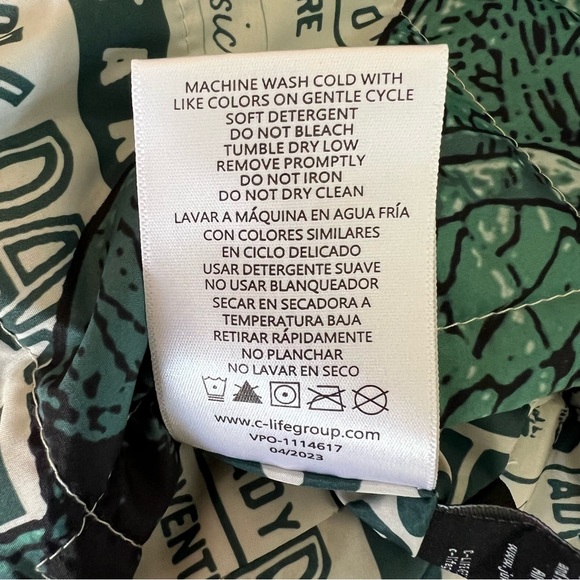 MACHINE WASH COLD WITH
LIKE COLORS ON GENTLE CYCLE
SOFT DETERGENT
DO NOT BLEACH
TUMBLE DRY LOW
REMOVE PROMPTLY
DO NOT IRON
DO NOT DRY CLEAN
LAVAR A MÁQUINA EN AGUA FRÍA
CON COLORES SIMILARES
EN CICLO DELICADO
USAR DETERGENTE SUAVE
NO USAR BLANQUEADOR
SECAR EN SECADORA A
TEMPERATURA BAJA
RETIRAR RÁPIDAMENTE
NO PLANCHAR
NO LAVAR EN SECO
www.c-lifegroup.com
VPO-1114617
04/2023